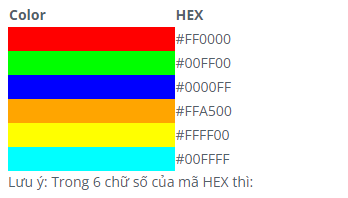 Color HEX
#FF0000
#00FF00
#0000FF
#FFA500
#FFFF00
#00FFFF
Lưu ý: Trong 6 chữ số của mã HEX thì: